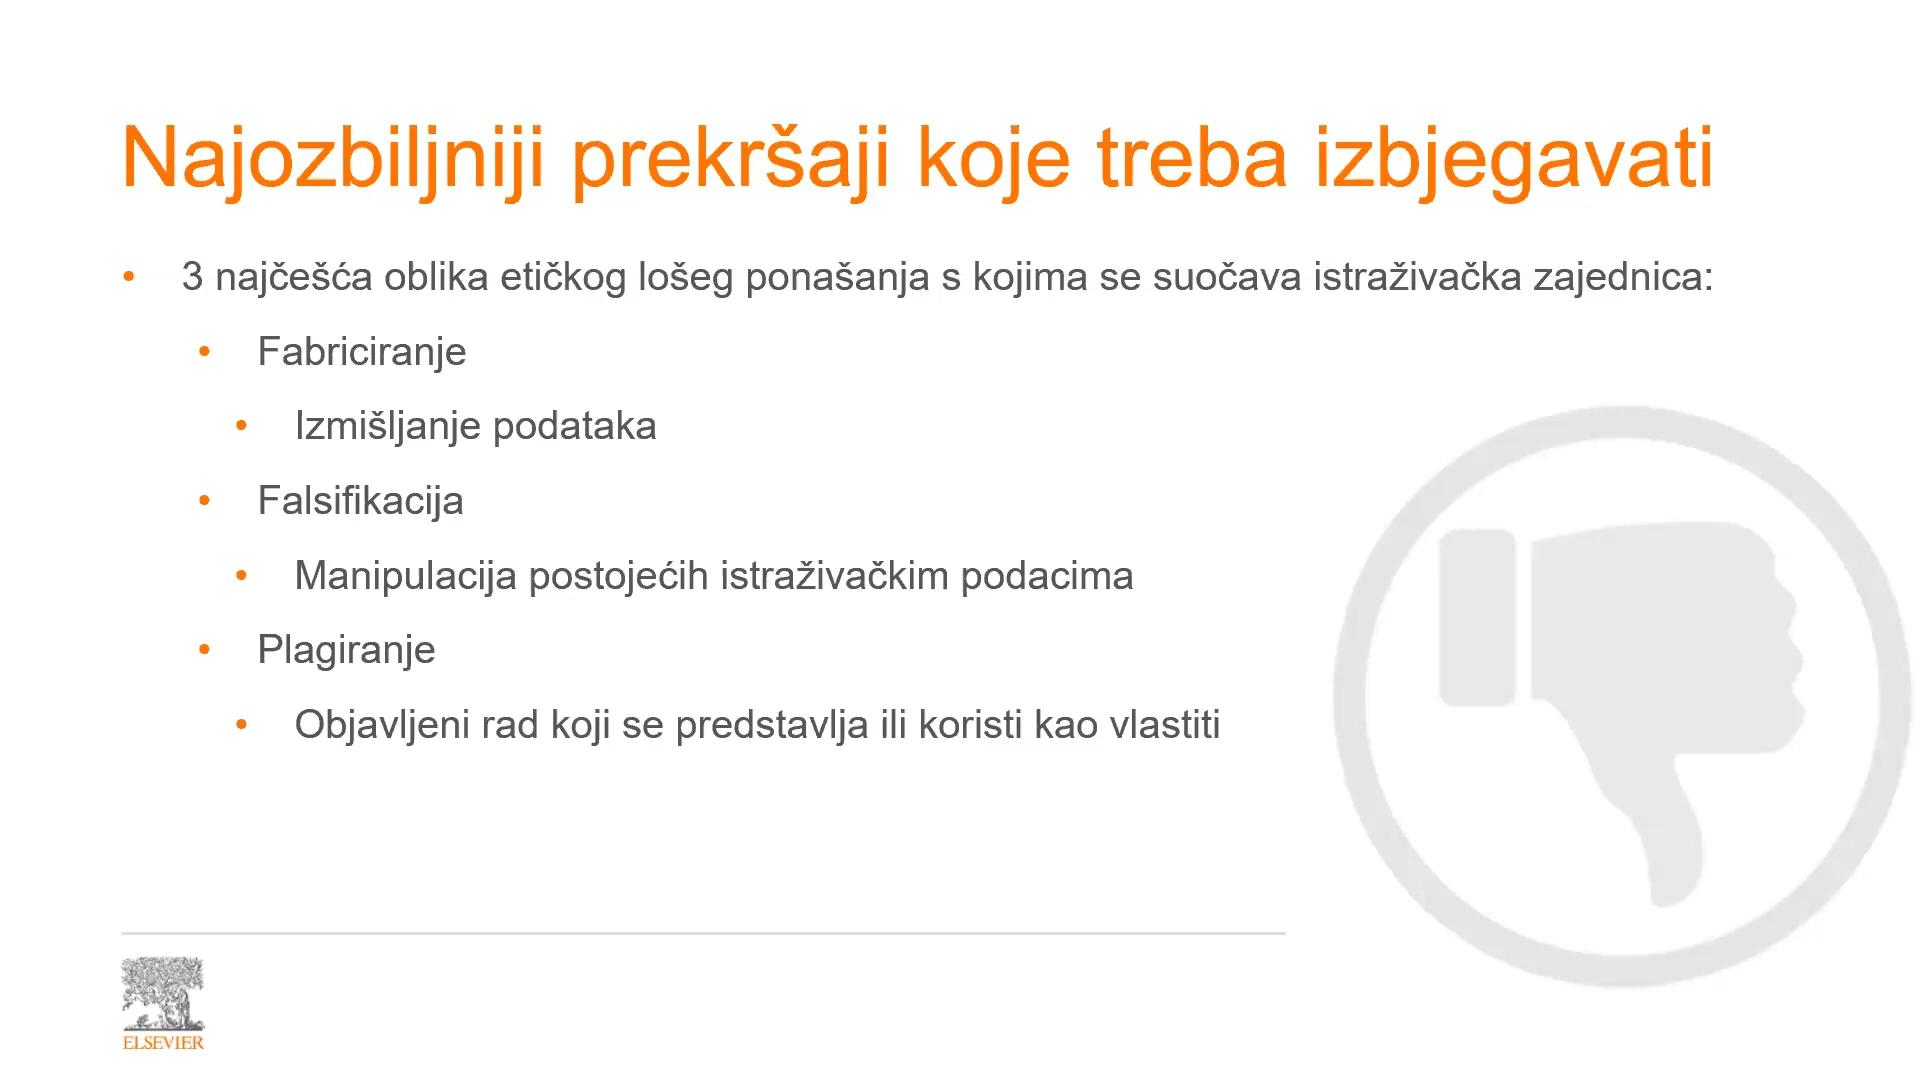 Najozbiljniji prekršaji koje treba izbjegavati
• 3 najčešća oblika etičkog lošeg ponašanja s kojima se suočava istraživačka zajednica:
• Fabriciranje
• Izmišljanje podataka
• Falsifikacija
• Manipulacija postojećih istraživačkim podacima
• Plagiranje
• Objavljeni rad koji se predstavlja ili koristi kao vlastiti
ELSEVIER